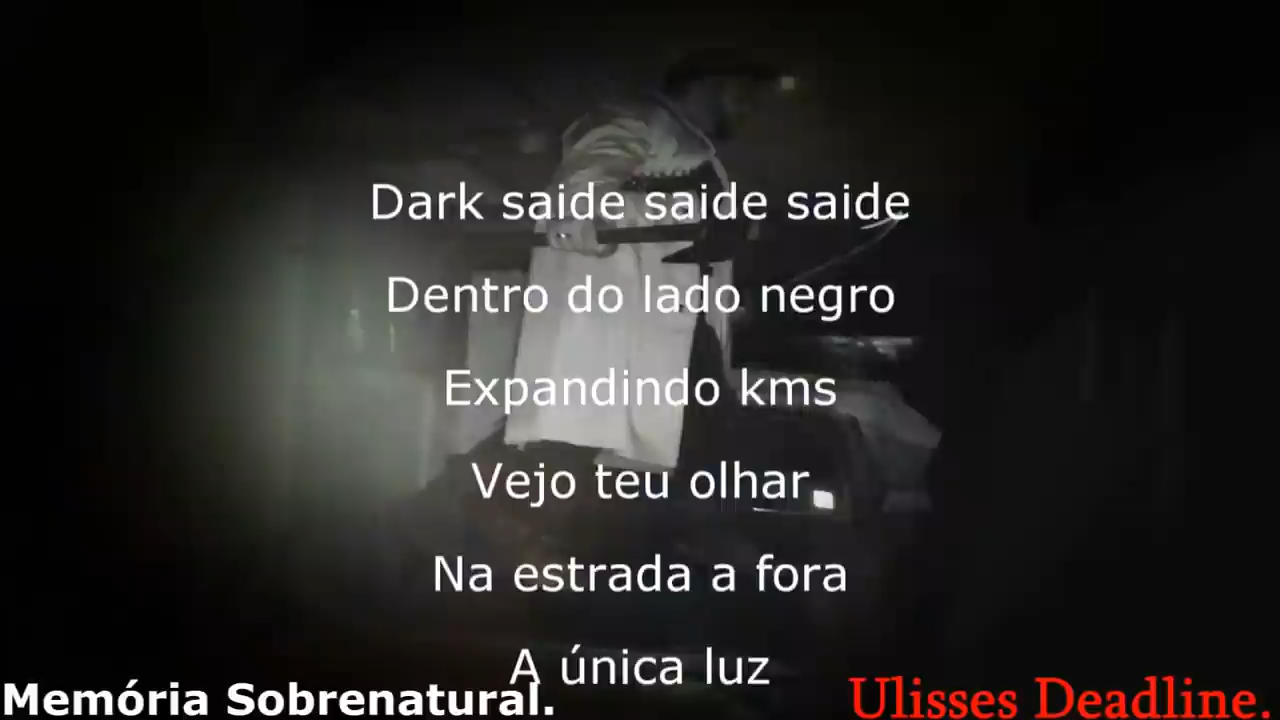 Dark saide saide saide
Dentro do lado negro
Expandindo kms
Vejo teu olhar
Na estrada a fora
A única luz
Memória Sobrenatural.
Ulisses Deadline.